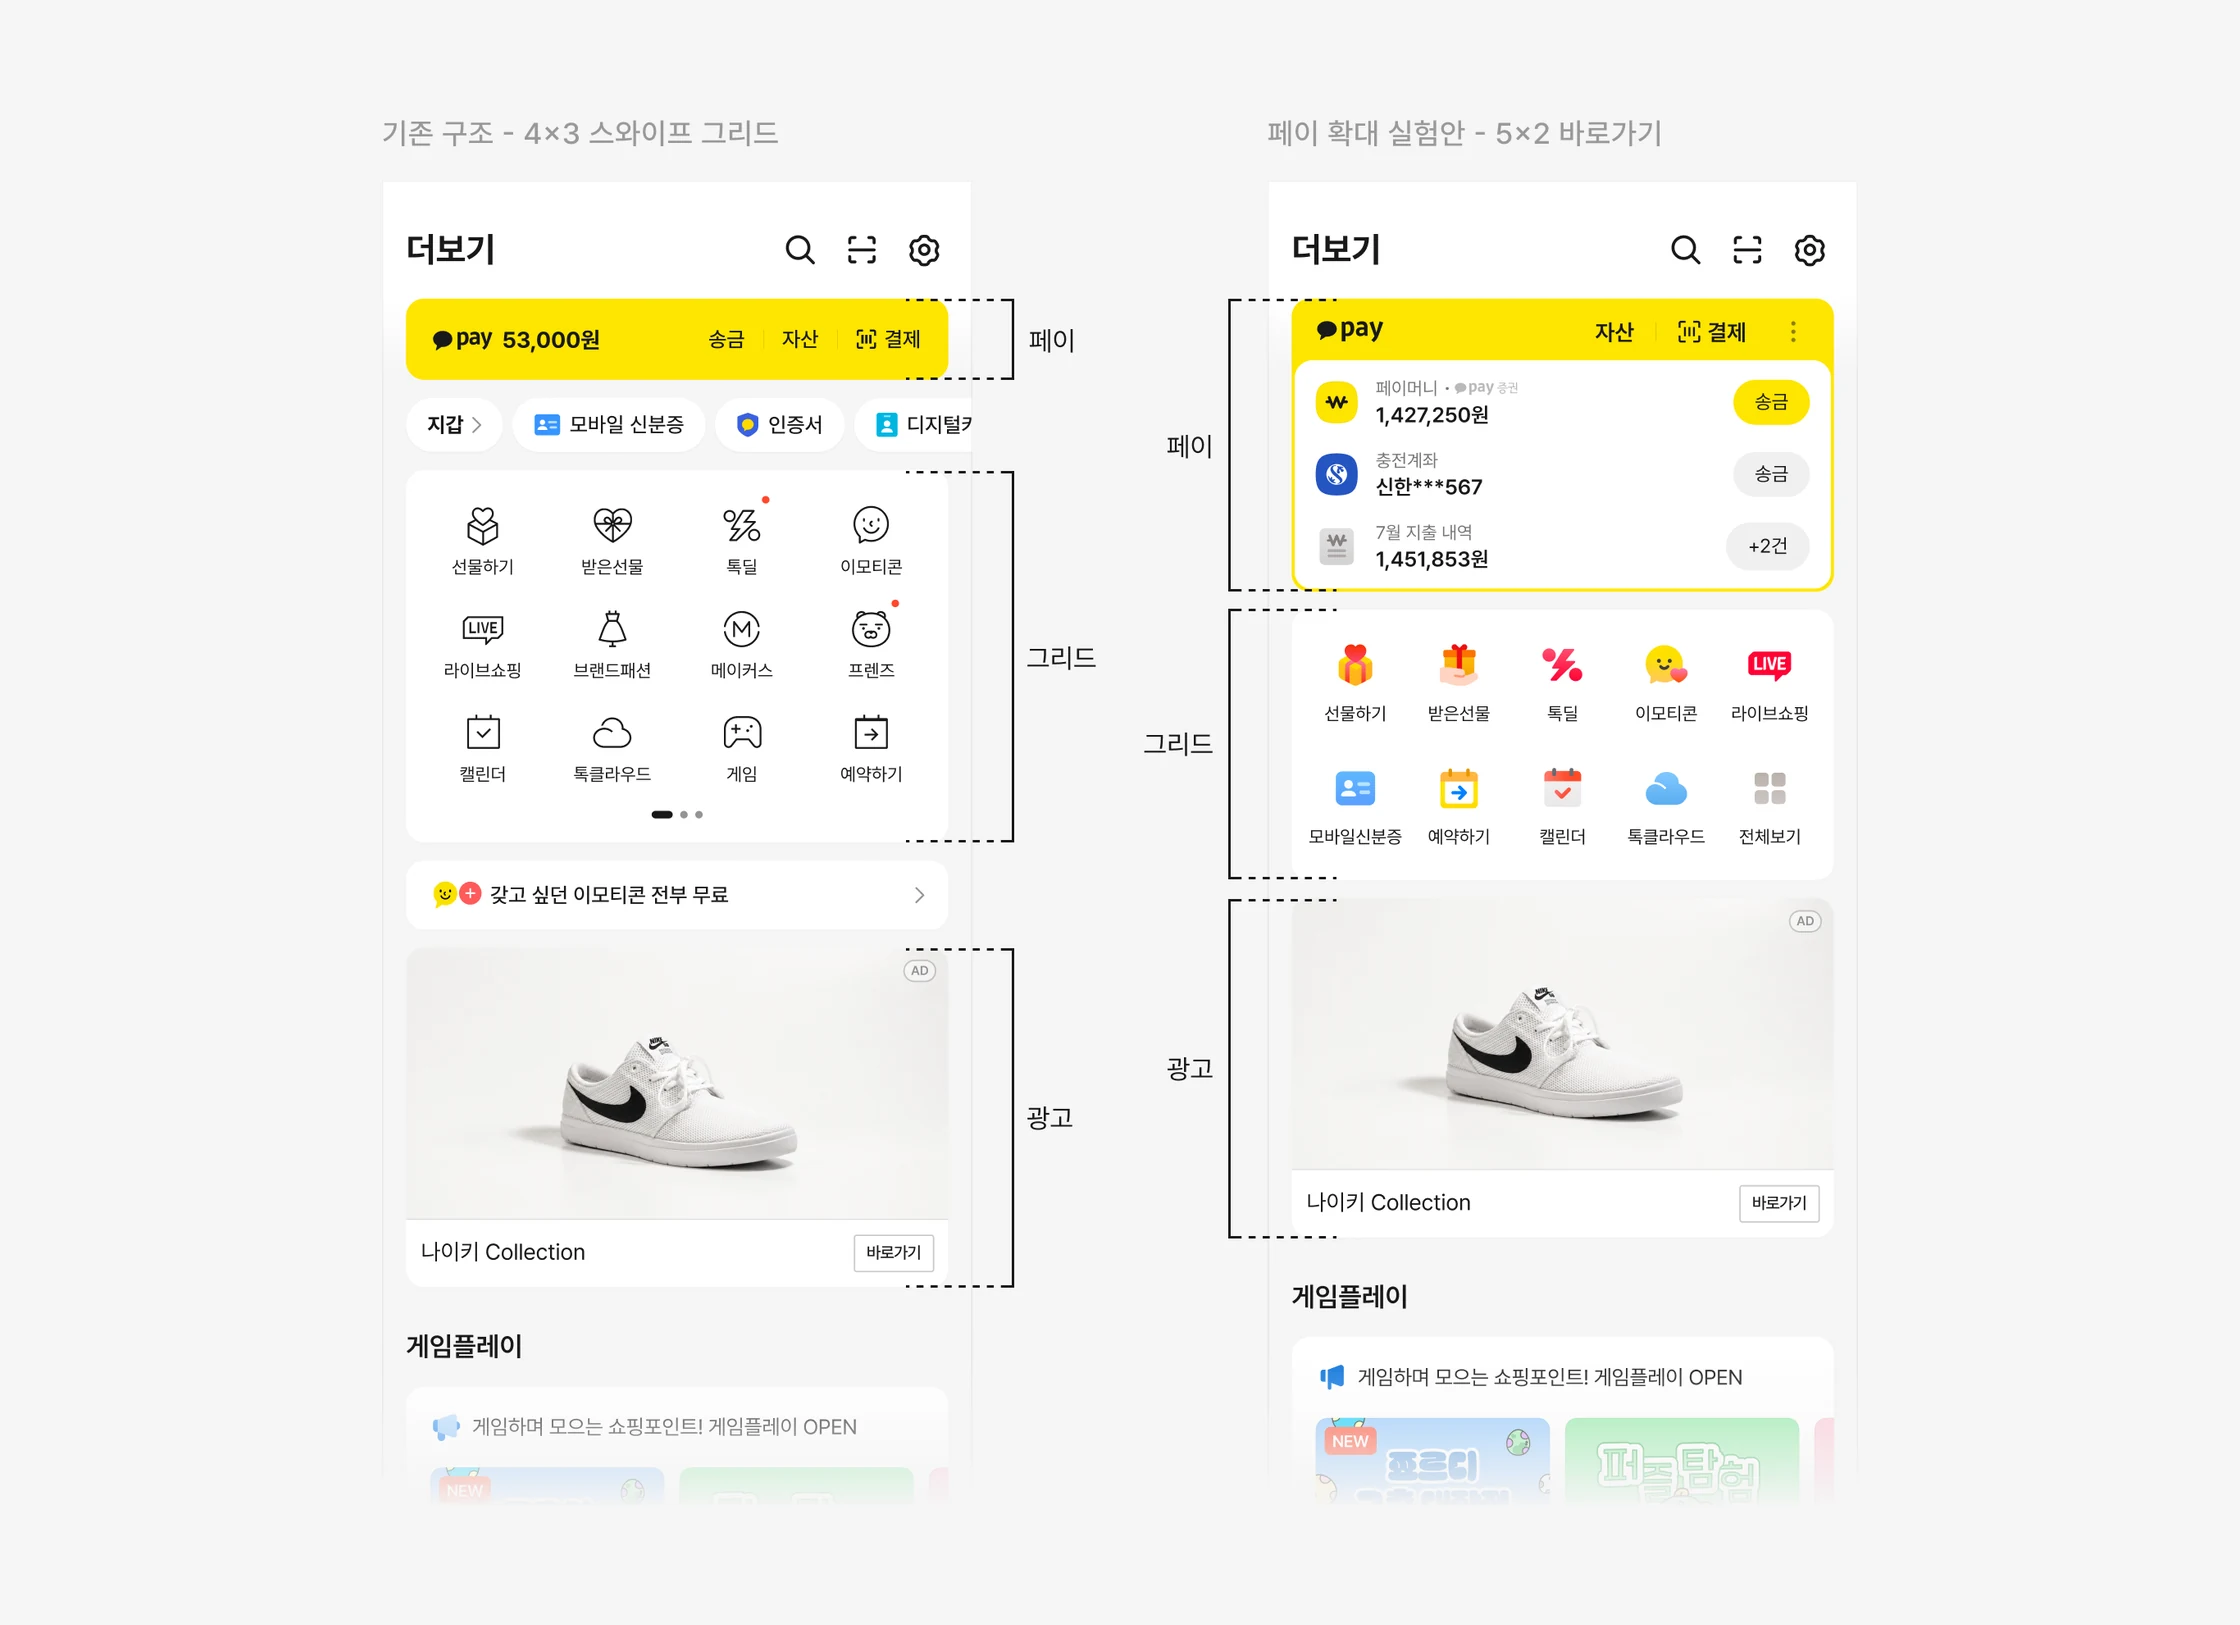 기존 구조 - 4×3 스와이프 그리드
더보기
pay 53,000원 송금 자산 결제
페이
지갑 모바일 신분증 인증서 디지털카
선물하기 받은선물 톡딜 이모티콘
LIVE
라이브쇼핑 브랜드패션 메이커스 프렌즈
그리드
캘린더 톡클라우드 게임 예약하기
갖고 싶던 이모티콘 전부 무료
AD
광고
나이키 Collection 바로가기
게임플레이
게임하며 모으는 쇼핑포인트! 게임플레이 OPEN
NEW
페이 확대 실험안 - 5×2 바로가기
더보기
pay 자산 결제
페이머니 • pay 증권
1,427,250원 송금
페이
충전계좌
신한***567 송금
7월 지출 내역
1,451,853원 +2건
LIVE
선물하기 받은선물 톡딜 이모티콘 라이브쇼핑
그리드
모바일신분증 예약하기 캘린더 톡클라우드 전체보기
AD
광고
나이키 Collection 바로가기
게임플레이
게임하며 모으는 쇼핑포인트! 게임플레이 OPEN
NEW
죠르디
퍼즐탐험